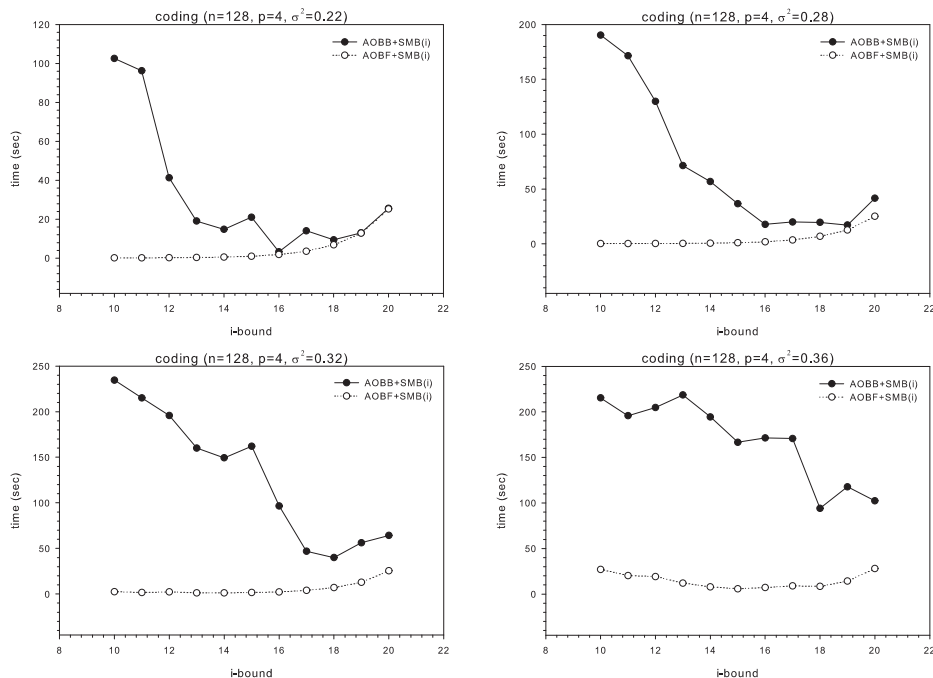 coding (n=128, p=4, σ²=0.22)
120
100
80
60
40
20
0
time (sec)
AOBB+SMB(i)
AOBF+SMB(i)
8 10 12 14 16 18 20 22
i-bound
coding (n=128, p=4, σ²=0.28)
200
150
100
50
0
time (sec)
AOBB+SMB(i)
AOBF+SMB(i)
8 10 12 14 16 18 20 22
i-bound
coding (n=128, p=4, σ²=0.32)
250
200
150
100
50
0
time (sec)
AOBB+SMB(i)
AOBF+SMB(i)
8 10 12 14 16 18 20 22
i-bound
coding (n=128, p=4, σ²=0.36)
250
200
150
100
50
0
time (sec)
AOBB+SMB(i)
AOBF+SMB(i)
8 10 12 14 16 18 20 22
i-bound